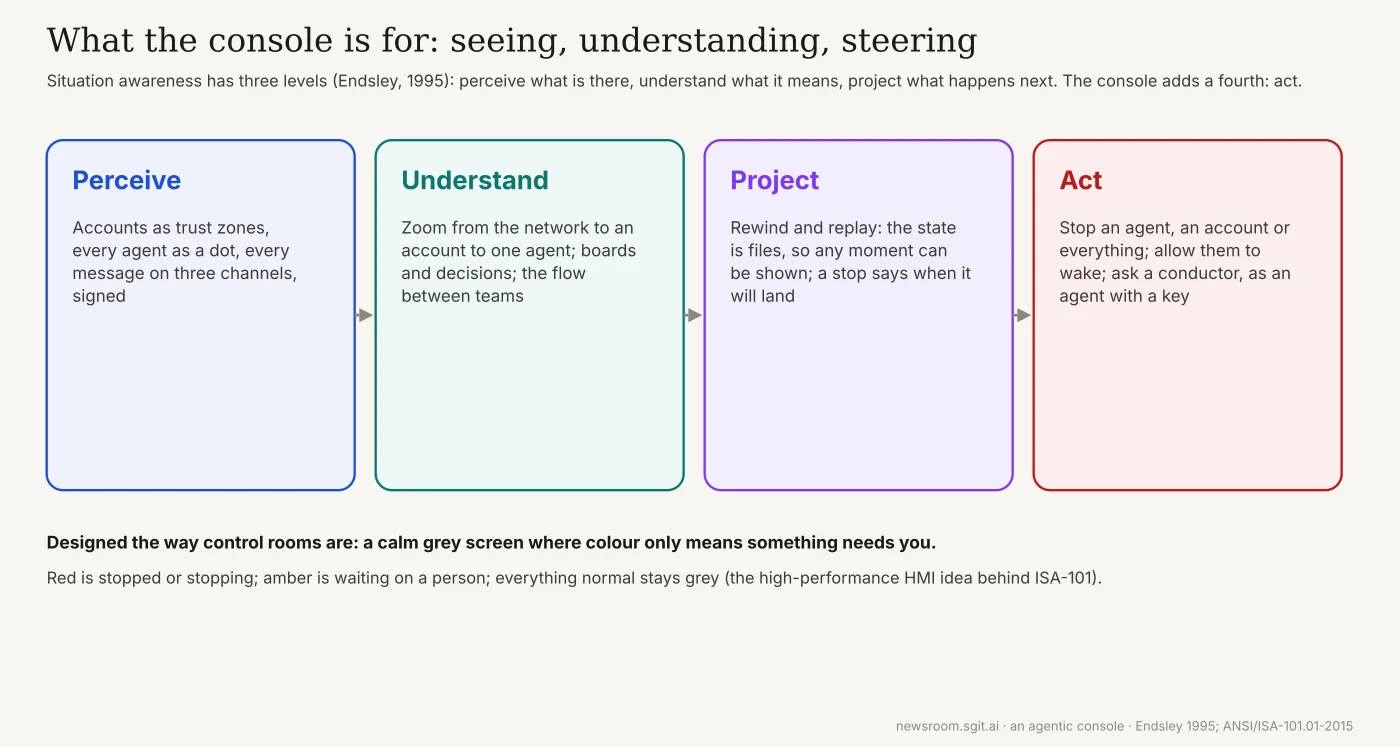 What the console is for: seeing, understanding, steering
Situation awareness has three levels (Endsley, 1995): perceive what is there, understand what it means, project what happens next. The console adds a fourth: act.
Perceive
Accounts as trust zones,
every agent as a dot, every
message on three channels,
signed
Understand
Zoom from the network to an
account to one agent; boards
and decisions; the flow
between teams
Project
Rewind and replay: the state
is files, so any moment can
be shown; a stop says when it
will land
Act
Stop an agent, an account or
everything; allow them to
wake; ask a conductor, as an
agent with a key
Designed the way control rooms are: a calm grey screen where colour only means something needs you.
Red is stopped or stopping; amber is waiting on a person; everything normal stays grey (the high-performance HMI idea behind ISA-101).
newsroom.sgit.ai · an agentic console · Endsley 1995; ANSI/ISA-101.01-2015